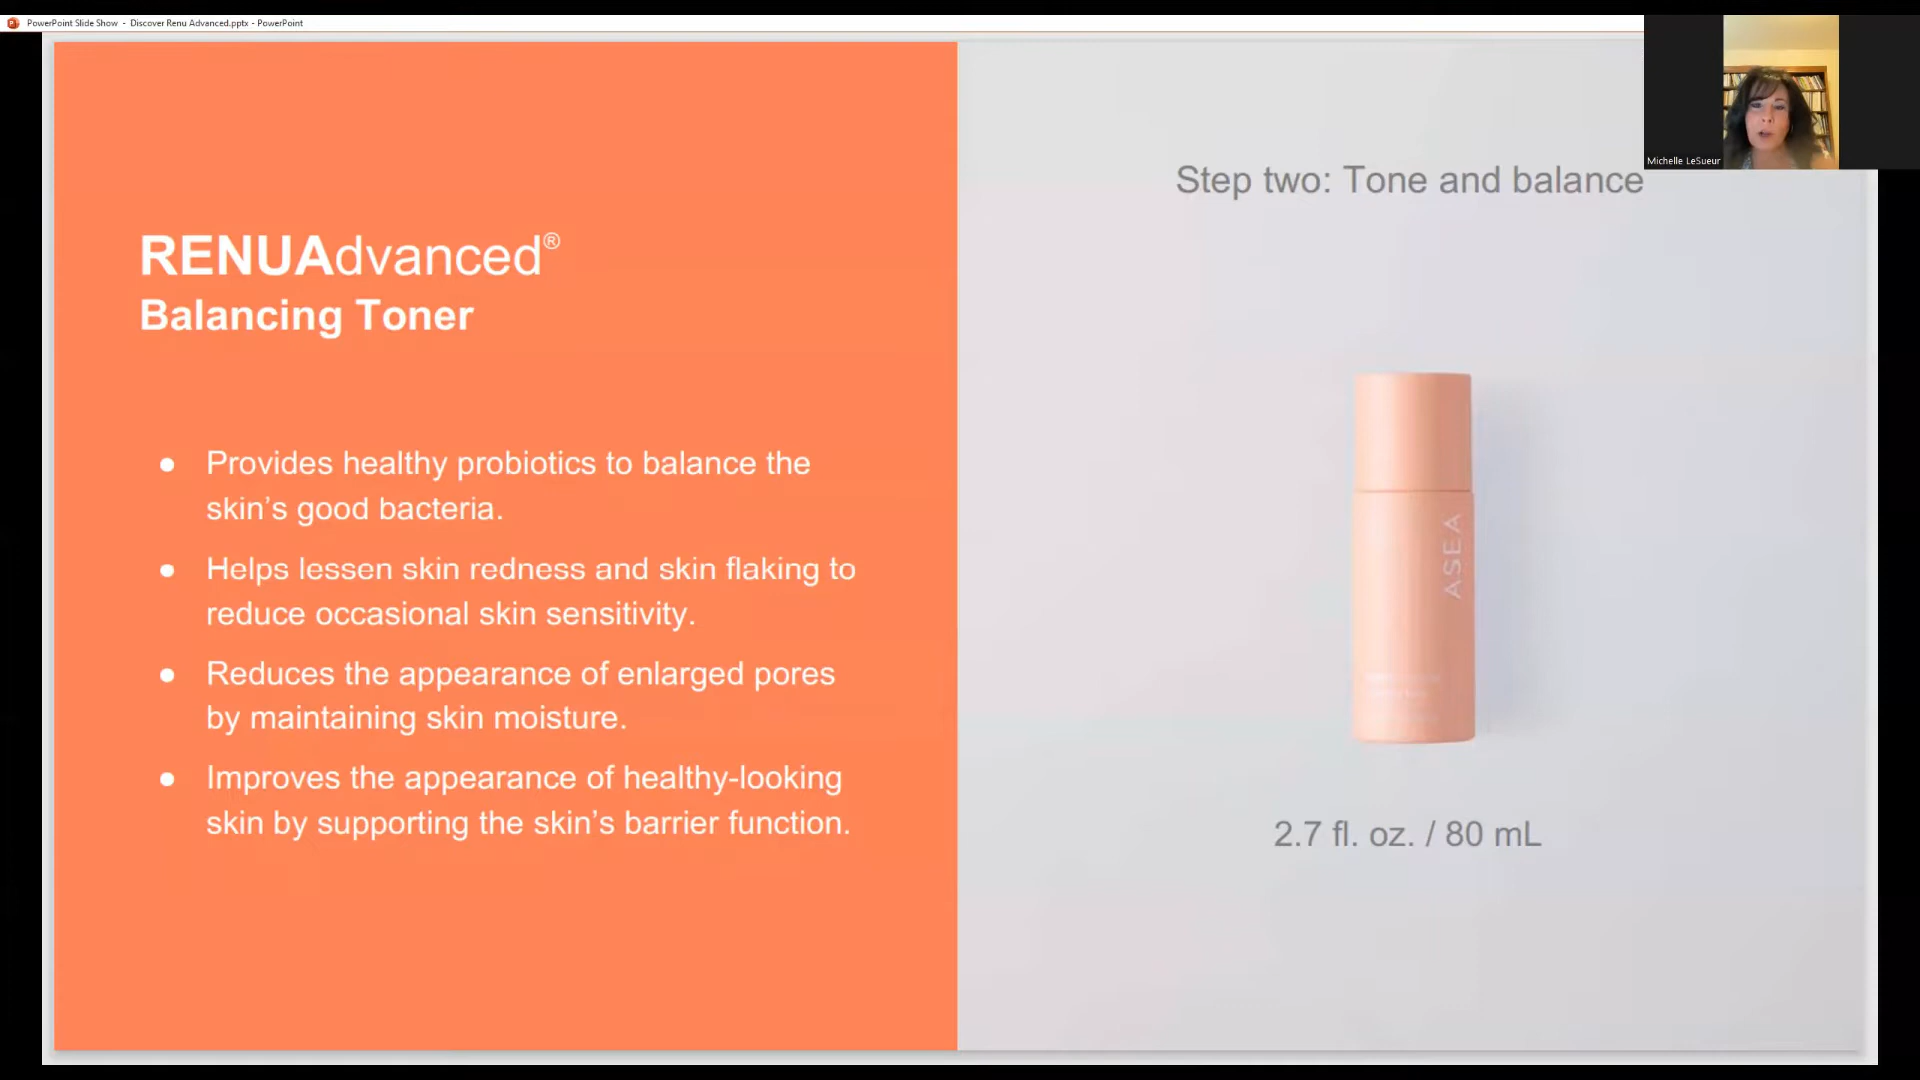 PowerPoint Slide Show - Discover Renu Advanced.pptx - PowerPoint
Michelle LeSueur
RENUAdvanced®
Balancing Toner
● Provides healthy probiotics to balance the
skin’s good bacteria.
● Helps lessen skin redness and skin flaking to
reduce occasional skin sensitivity.
● Reduces the appearance of enlarged pores
by maintaining skin moisture.
● Improves the appearance of healthy-looking
skin by supporting the skin’s barrier function.
Step two: Tone and balance
ASEA
2.7 fl. oz. / 80 mL